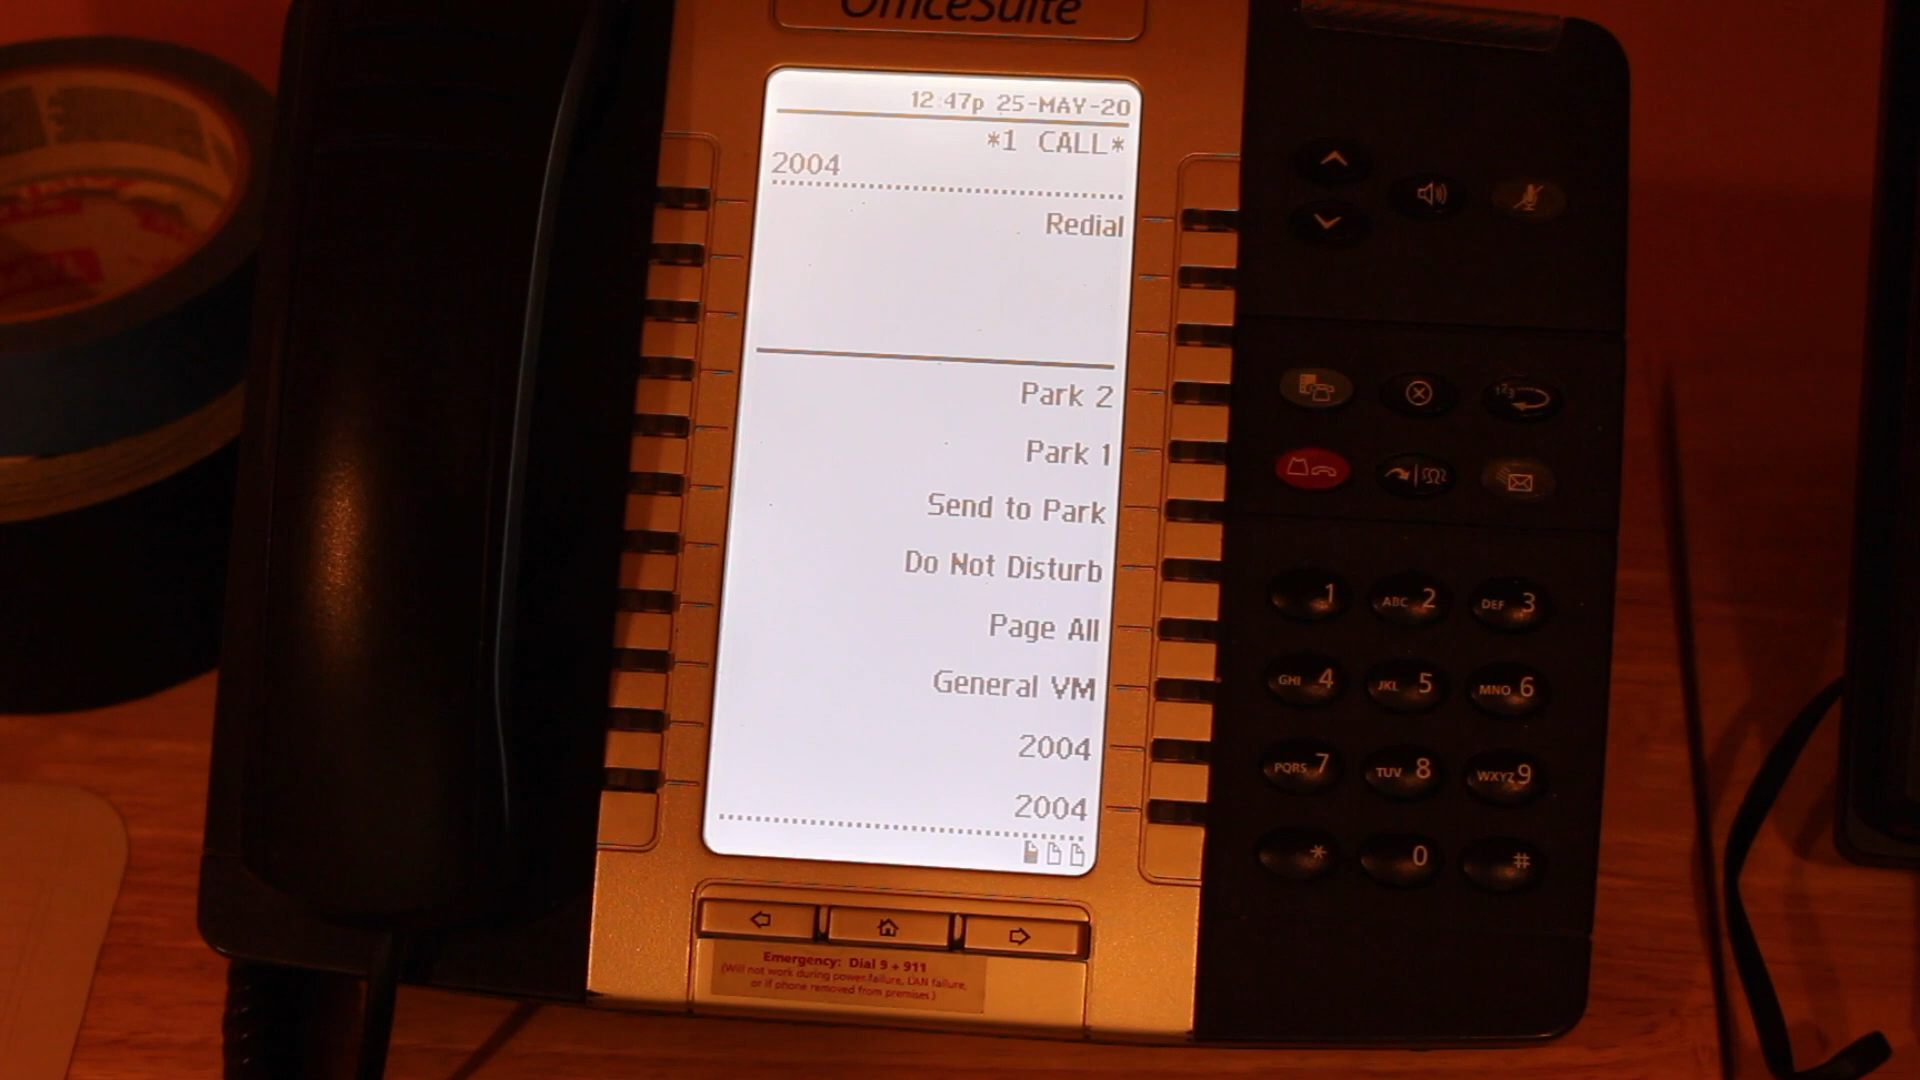 OfficeSuite
12:47p 25-MAY-20
*1 CALL*
2004
Redial
Park 2
Park 1
Send to Park
Do Not Disturb
Page All
General VM
2004
2004
Emergency: Dial 9 + 911
(Will not work during power failure, LAN failure,
or if phone removed from premises.)
1
ABC 2
DEF 3
GHI 4
JKL 5
MNO 6
PQRS 7
TUV 8
WXYZ 9
*
0
#